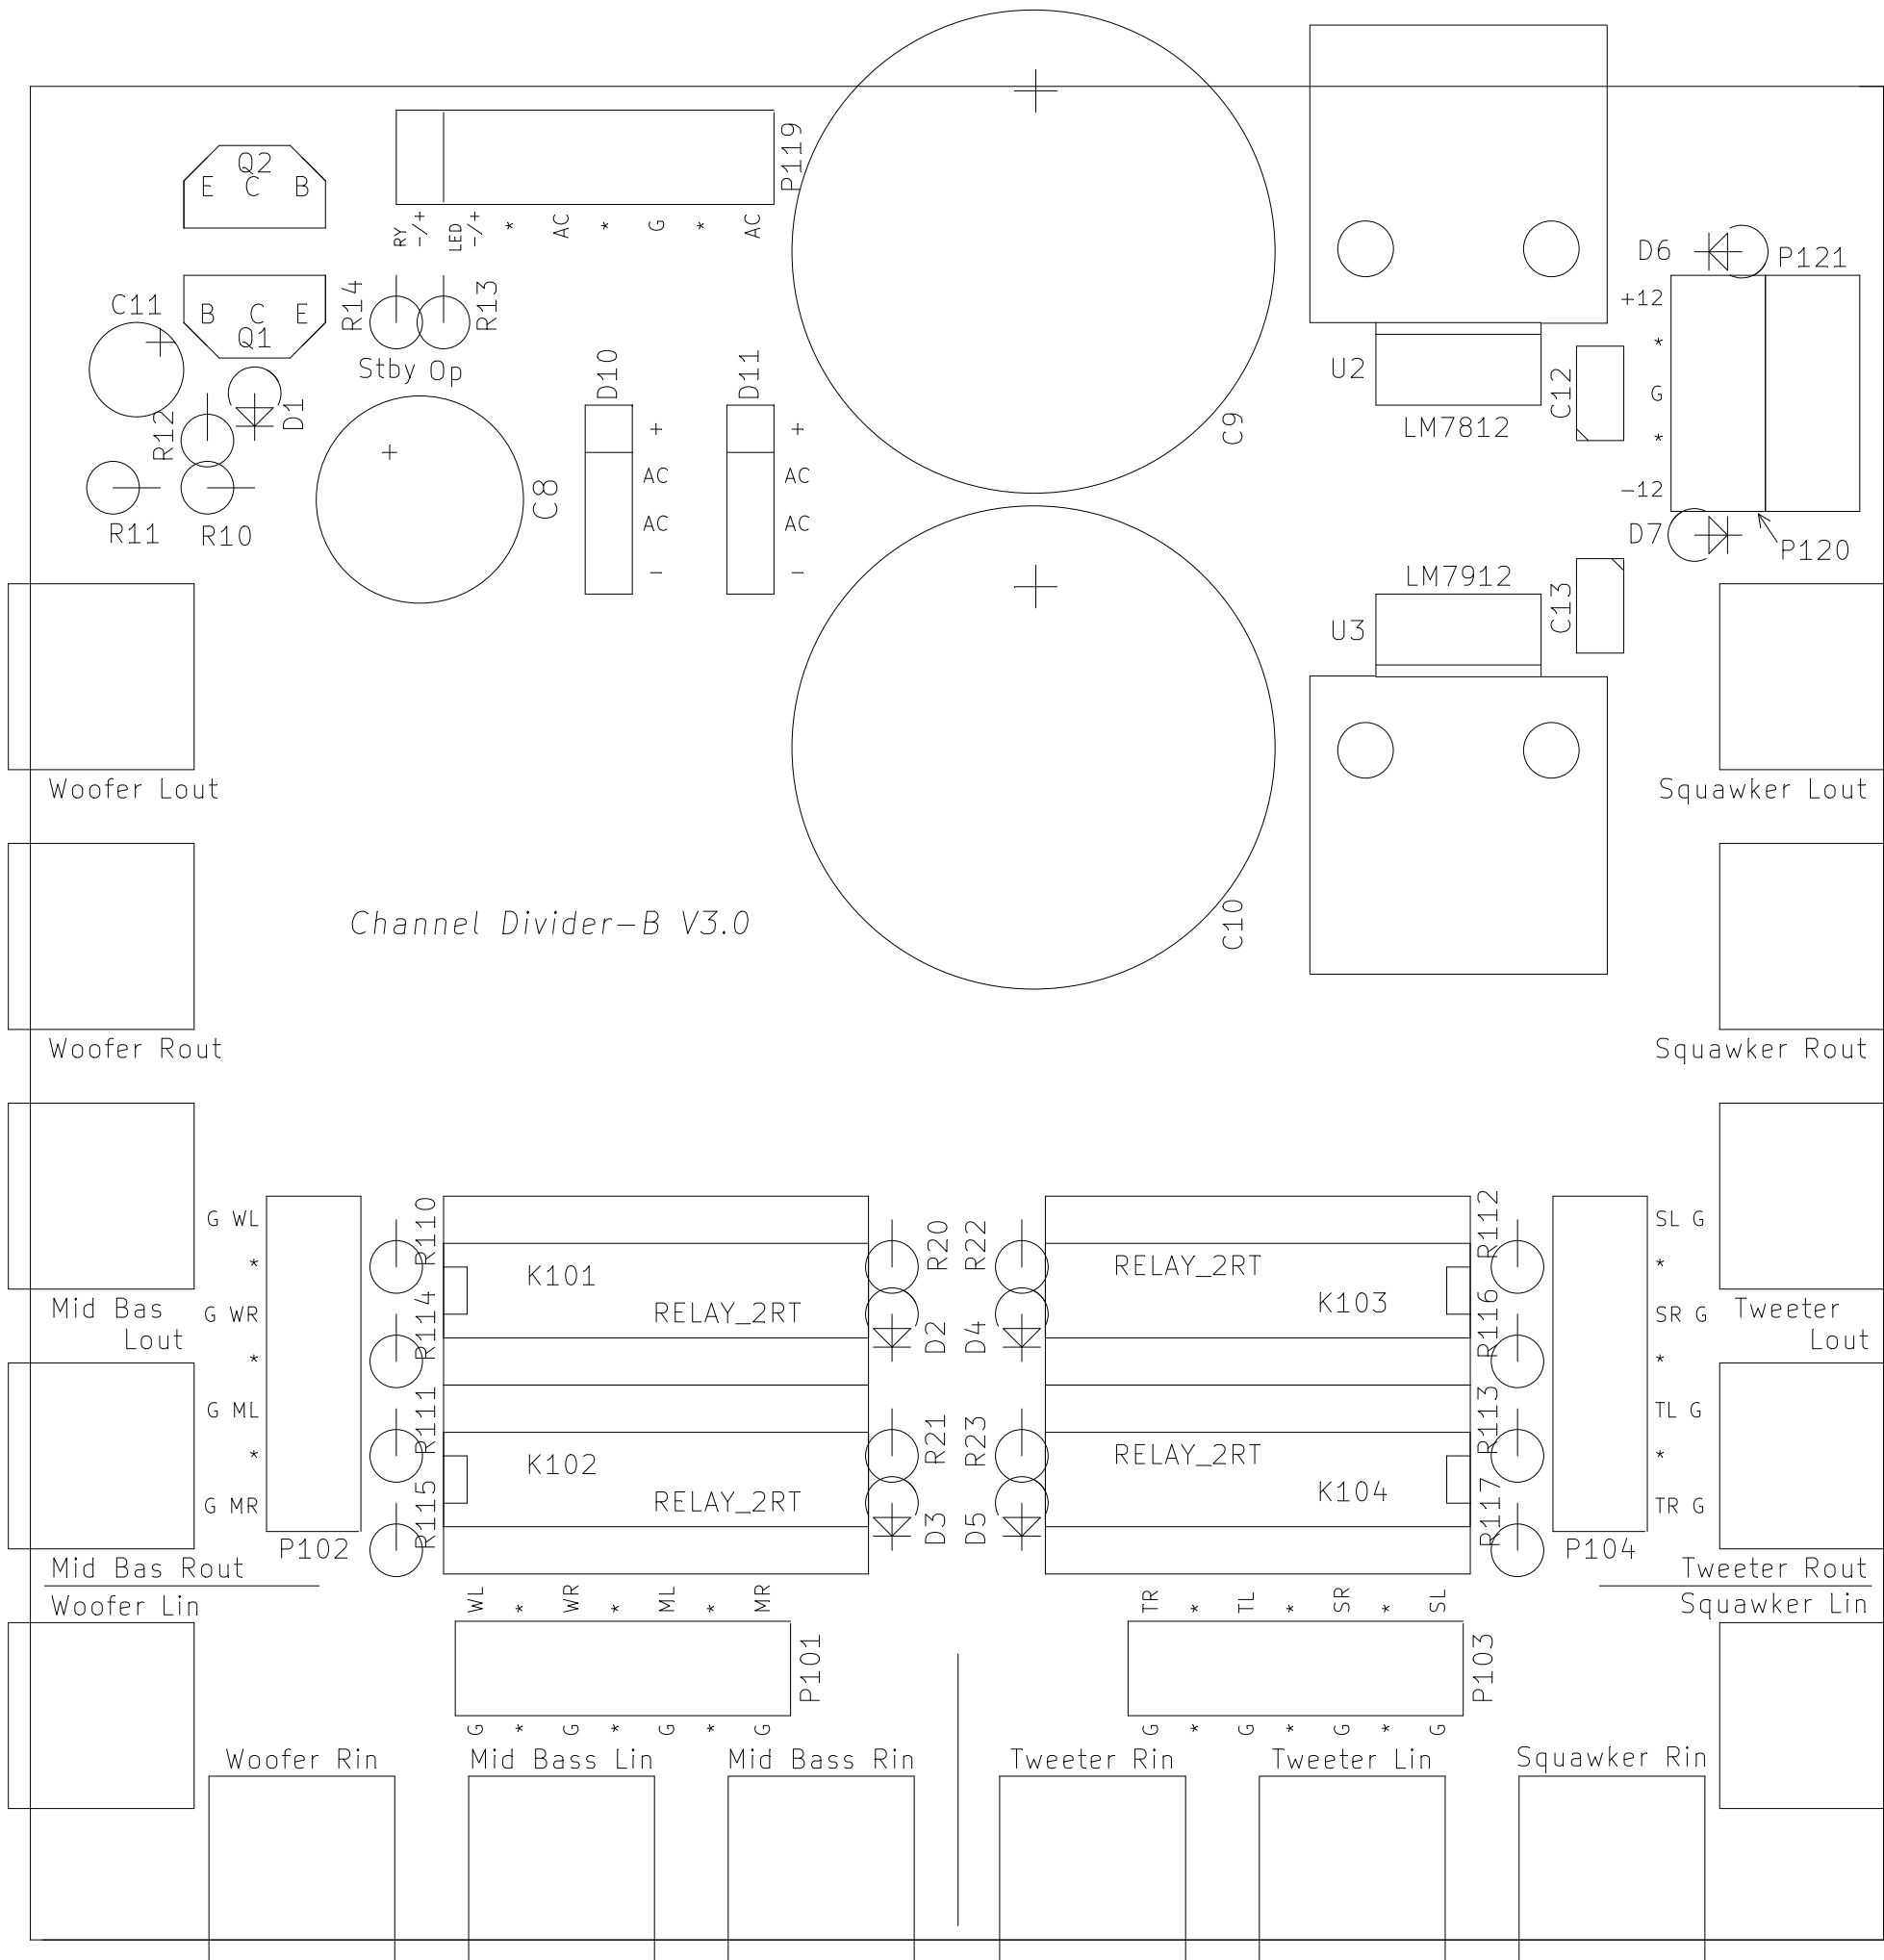 Q2
E C B
P119
RY -/+
LED -/+
*
AC
*
G
*
AC
C11
B C E
Q1
R14
R13
Stby Op
D1
R12
R11
R10
C8
D10
+
AC
AC
-
D11
+
AC
AC
-
C9
U2
LM7812
C12
D6
P121
+12
*
G
*
-12
D7
P120
LM7912
U3
C13
C10
Woofer Lout
Squawker Lout
Channel Divider-B V3.0
Woofer Rout
Squawker Rout
Mid Bas
Lout
Tweeter
Lout
G WL
*
G WR
*
G ML
*
G MR
P102
R110
R114
R111
R115
K101
RELAY_2RT
K102
RELAY_2RT
R20
D2
R21
D3
R22
D4
R23
D5
RELAY_2RT
K103
RELAY_2RT
K104
R112
R116
R113
R117
SL G
*
SR G
*
TL G
*
TR G
P104
Mid Bas Rout
Woofer Lin
Tweeter Rout
Squawker Lin
WL * WR * ML * MR
P101
G * G * G * G
TR * TL * SR * SL
P103
G * G * G * G
Woofer Rin
Mid Bass Lin
Mid Bass Rin
Tweeter Rin
Tweeter Lin
Squawker Rin